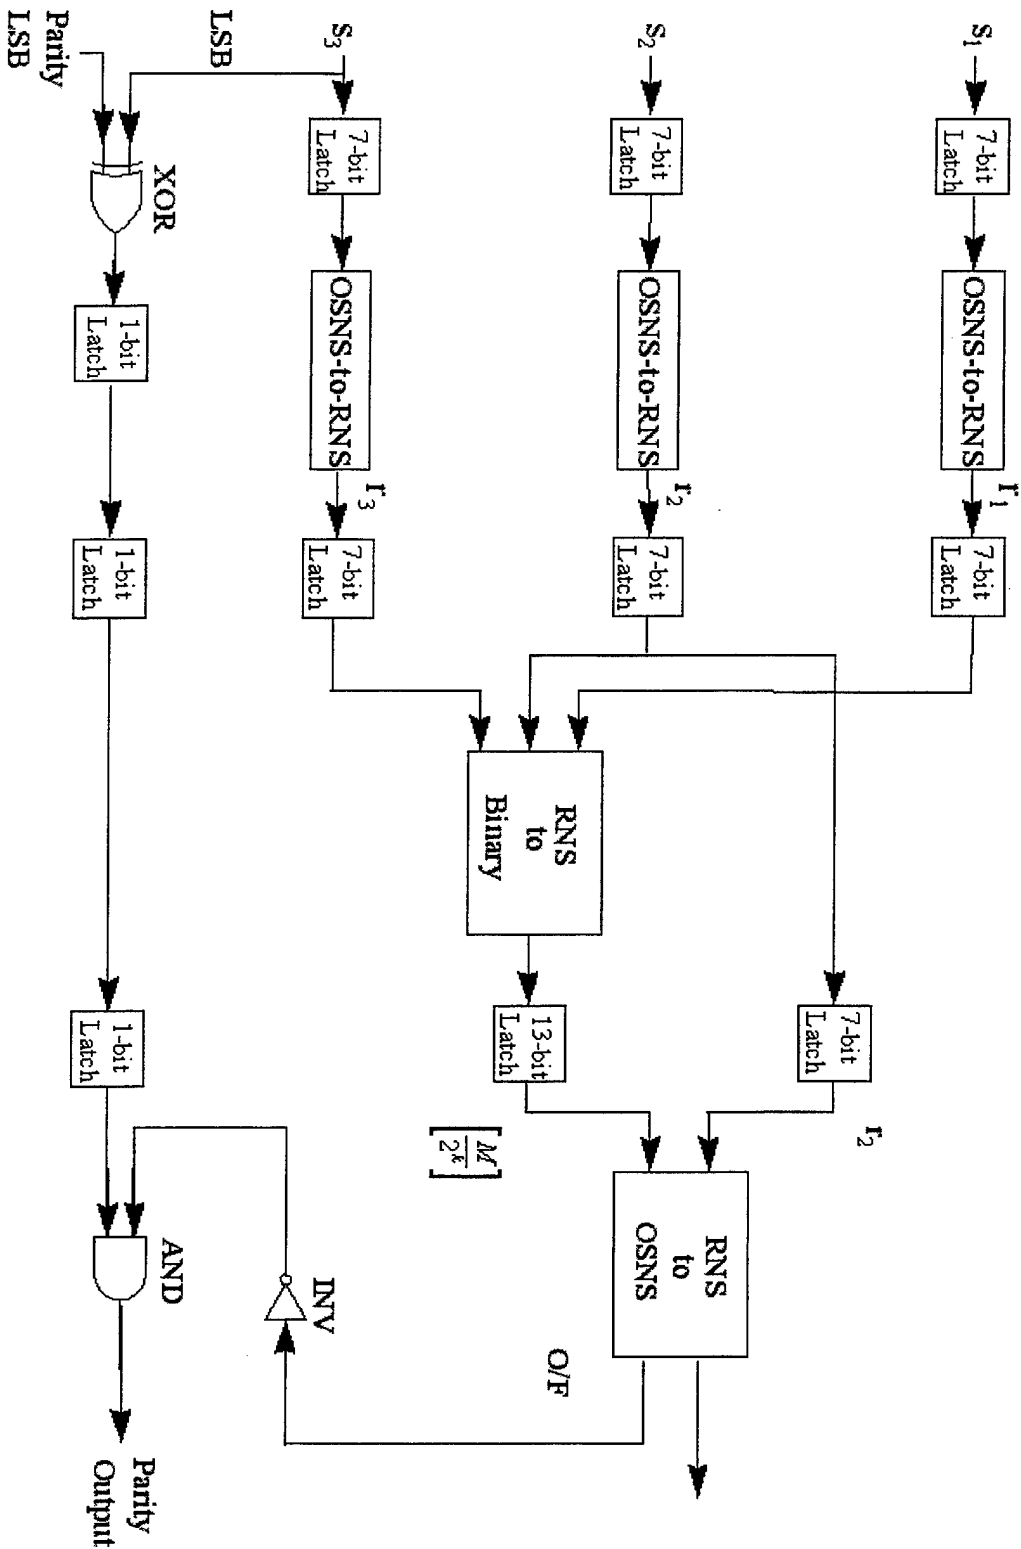 S1
7-bit
Latch
OSNS-to-RNS
r1
7-bit
Latch
S2
7-bit
Latch
OSNS-to-RNS
r2
7-bit
Latch
7-bit
Latch
r2
RNS
to
Binary
13-bit
Latch
[M/2^k]
RNS
to
OSNS
O/F
S3
7-bit
Latch
OSNS-to-RNS
r3
7-bit
Latch
INV
LSB
Parity
LSB
XOR
1-bit
Latch
1-bit
Latch
1-bit
Latch
AND
Parity
Output